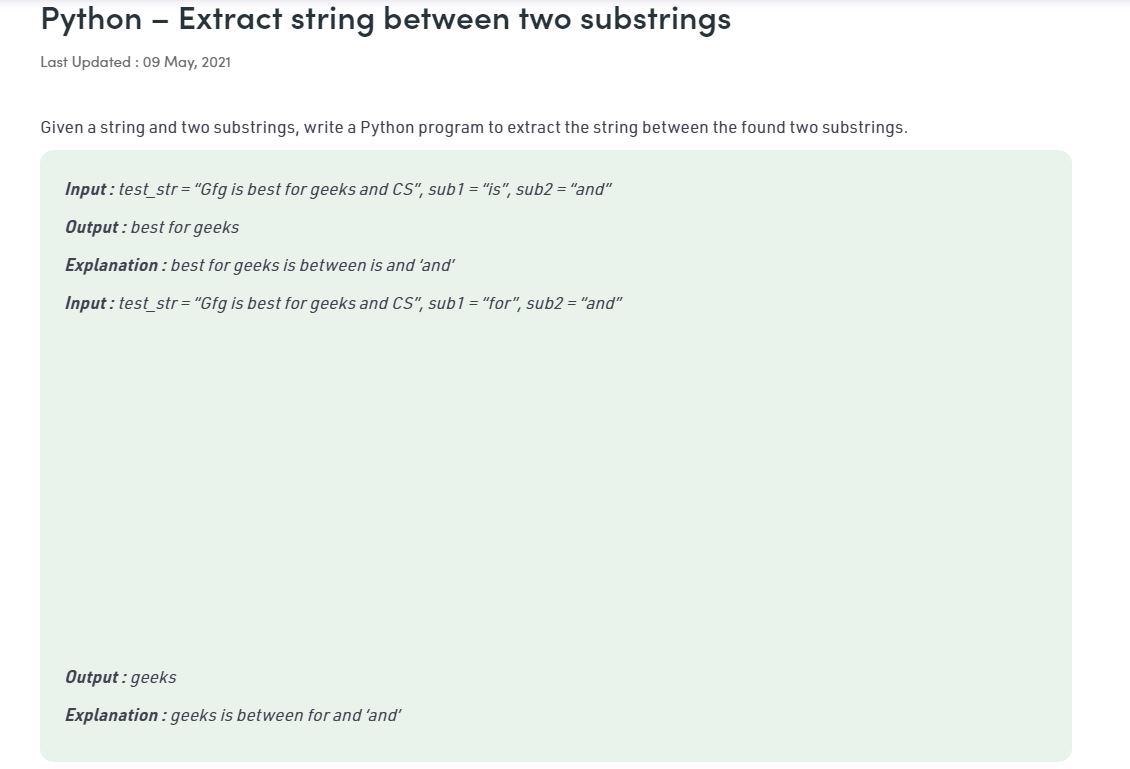 Python – Extract string between two substrings
Last Updated : 09 May, 2021
Given a string and two substrings, write a Python program to extract the string between the found two substrings.
Input : test_str = “Gfg is best for geeks and CS”, sub1 = “is”, sub2 = “and”
Output : best for geeks
Explanation : best for geeks is between is and ‘and’
Input : test_str = “Gfg is best for geeks and CS”, sub1 = “for”, sub2 = “and”
Output : geeks
Explanation : geeks is between for and ‘and’